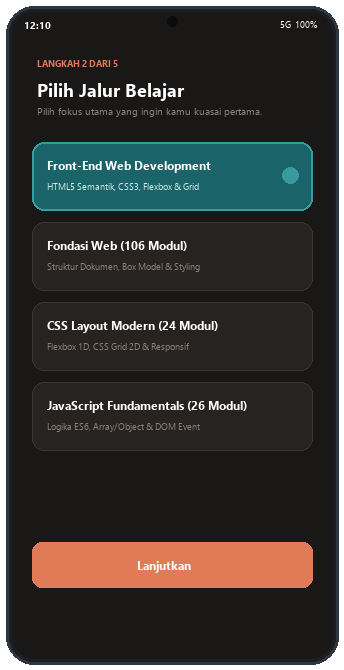 12:10
5G 100%
LANGKAH 2 DARI 5
Pilih Jalur Belajar
Pilih fokus utama yang ingin kamu kuasai pertama.
Front-End Web Development
HTML5 Semantik, CSS3, Flexbox & Grid
Fondasi Web (106 Modul)
Struktur Dokumen, Box Model & Styling
CSS Layout Modern (24 Modul)
Flexbox 1D, CSS Grid 2D & Responsif
JavaScript Fundamentals (26 Modul)
Logika ES6, Array/Object & DOM Event
Lanjutkan